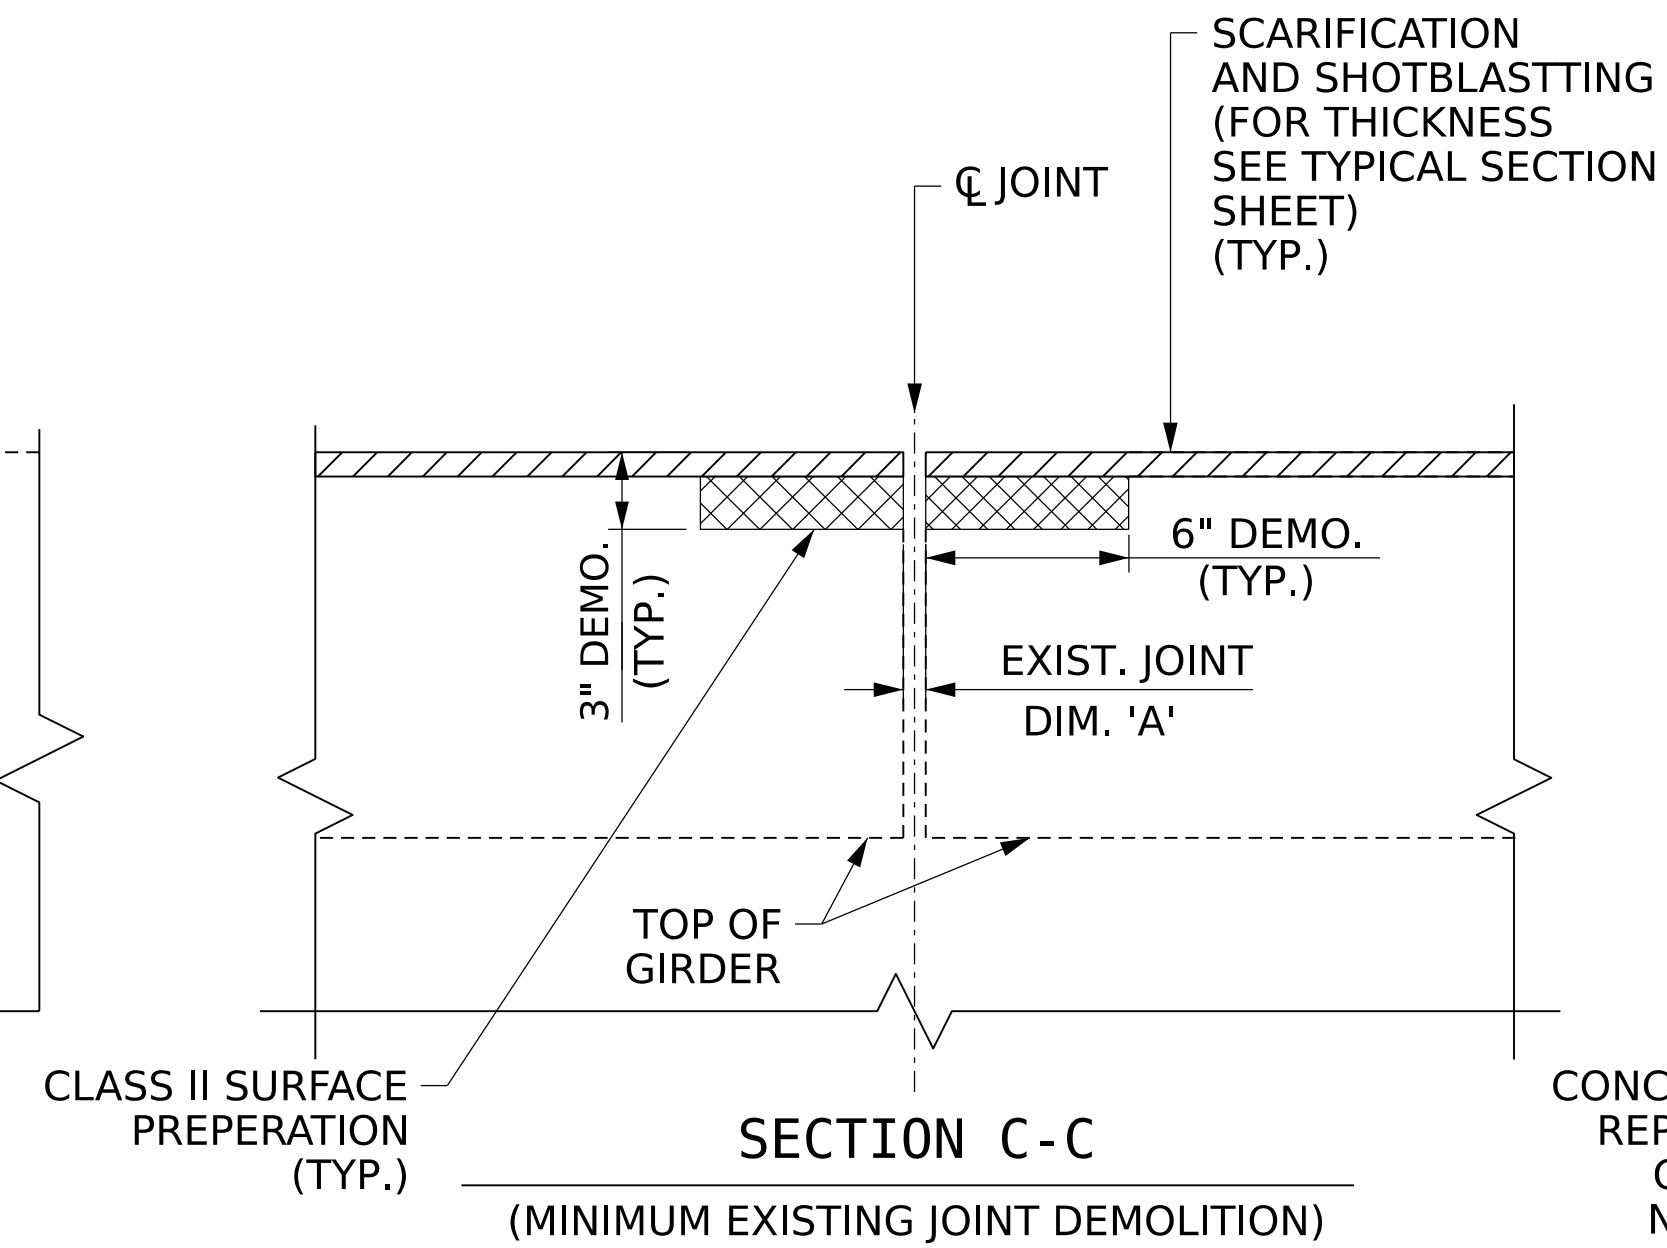 SCARIFICATION
AND SHOTBLASTTING
(FOR THICKNESS
SEE TYPICAL SECTION
SHEET)
(TYP.)
℄ JOINT
3" DEMO.
(TYP.)
6" DEMO.
(TYP.)
EXIST. JOINT
DIM. 'A'
TOP OF
GIRDER
CLASS II SURFACE
PREPERATION
(TYP.)
SECTION C-C
(MINIMUM EXISTING JOINT DEMOLITION)